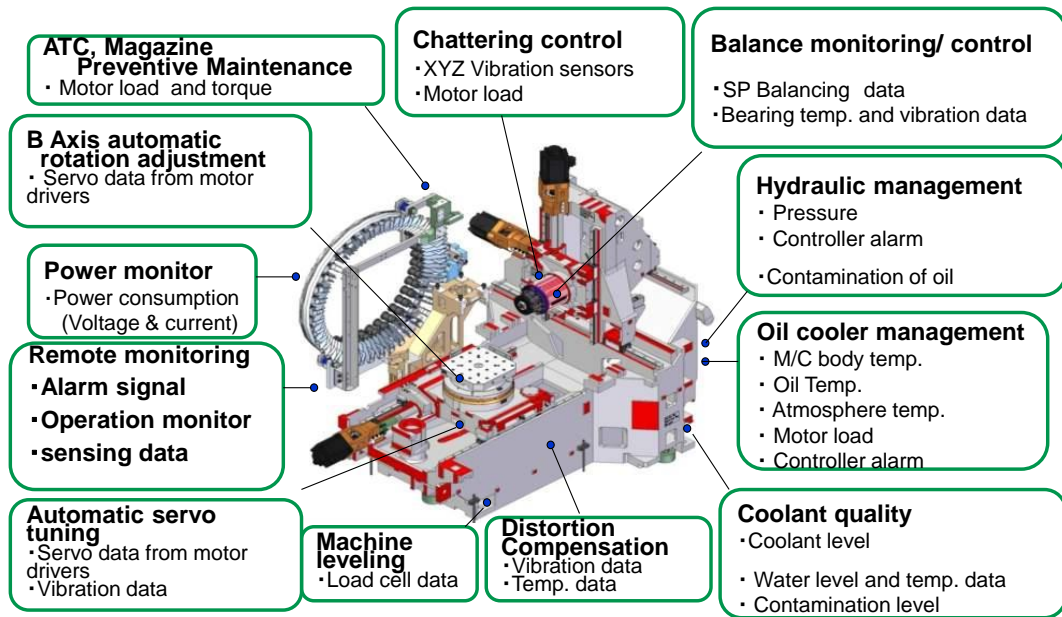 ATC, Magazine
Preventive Maintenance
・Motor load and torque
Chattering control
・XYZ Vibration sensors
・Motor load
Balance monitoring/ control
・SP Balancing data
・Bearing temp. and vibration data
B Axis automatic
rotation adjustment
・Servo data from motor
drivers
Hydraulic management
・Pressure
・Controller alarm
・Contamination of oil
Power monitor
・Power consumption
(Voltage & current)
Oil cooler management
・M/C body temp.
・Oil Temp.
・Atmosphere temp.
・Motor load
・Controller alarm
Remote monitoring
・Alarm signal
・Operation monitor
・sensing data
Automatic servo
tuning
・Servo data from motor
drivers
・Vibration data
Machine
leveling
・Load cell data
Distortion
Compensation
・Vibration data
・Temp. data
Coolant quality
・Coolant level
・Water level and temp. data
・Contamination level